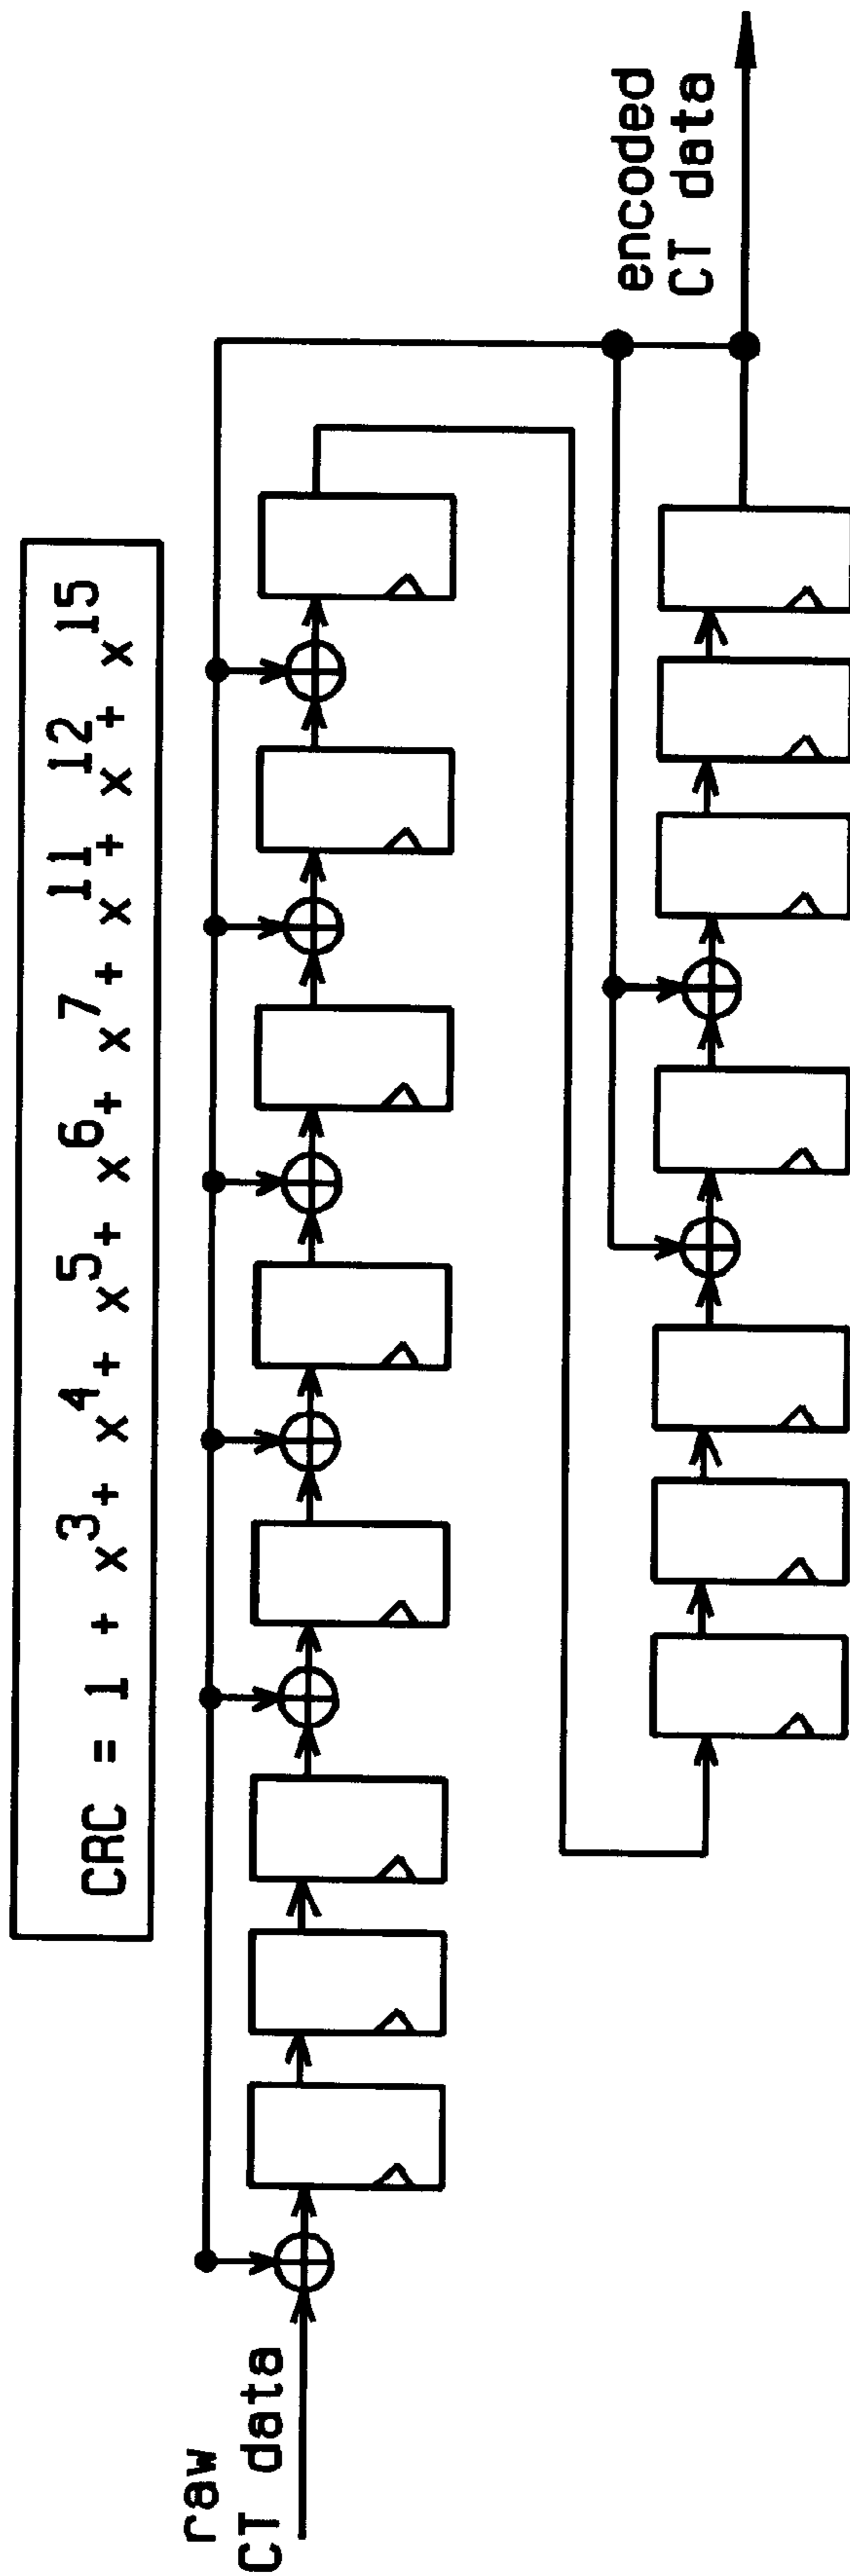 CRC = 1 + x³ + x⁴ + x⁵ + x⁶ + x⁷ + x¹¹ + x¹² + x¹⁵
raw
CT data
encoded
CT data